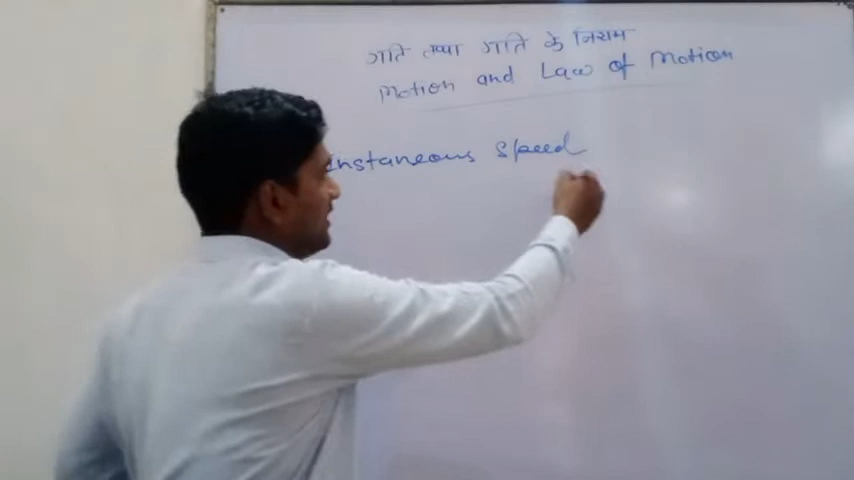 गति तथा गति के नियम
Motion and Law of Motion
Instaneous speed